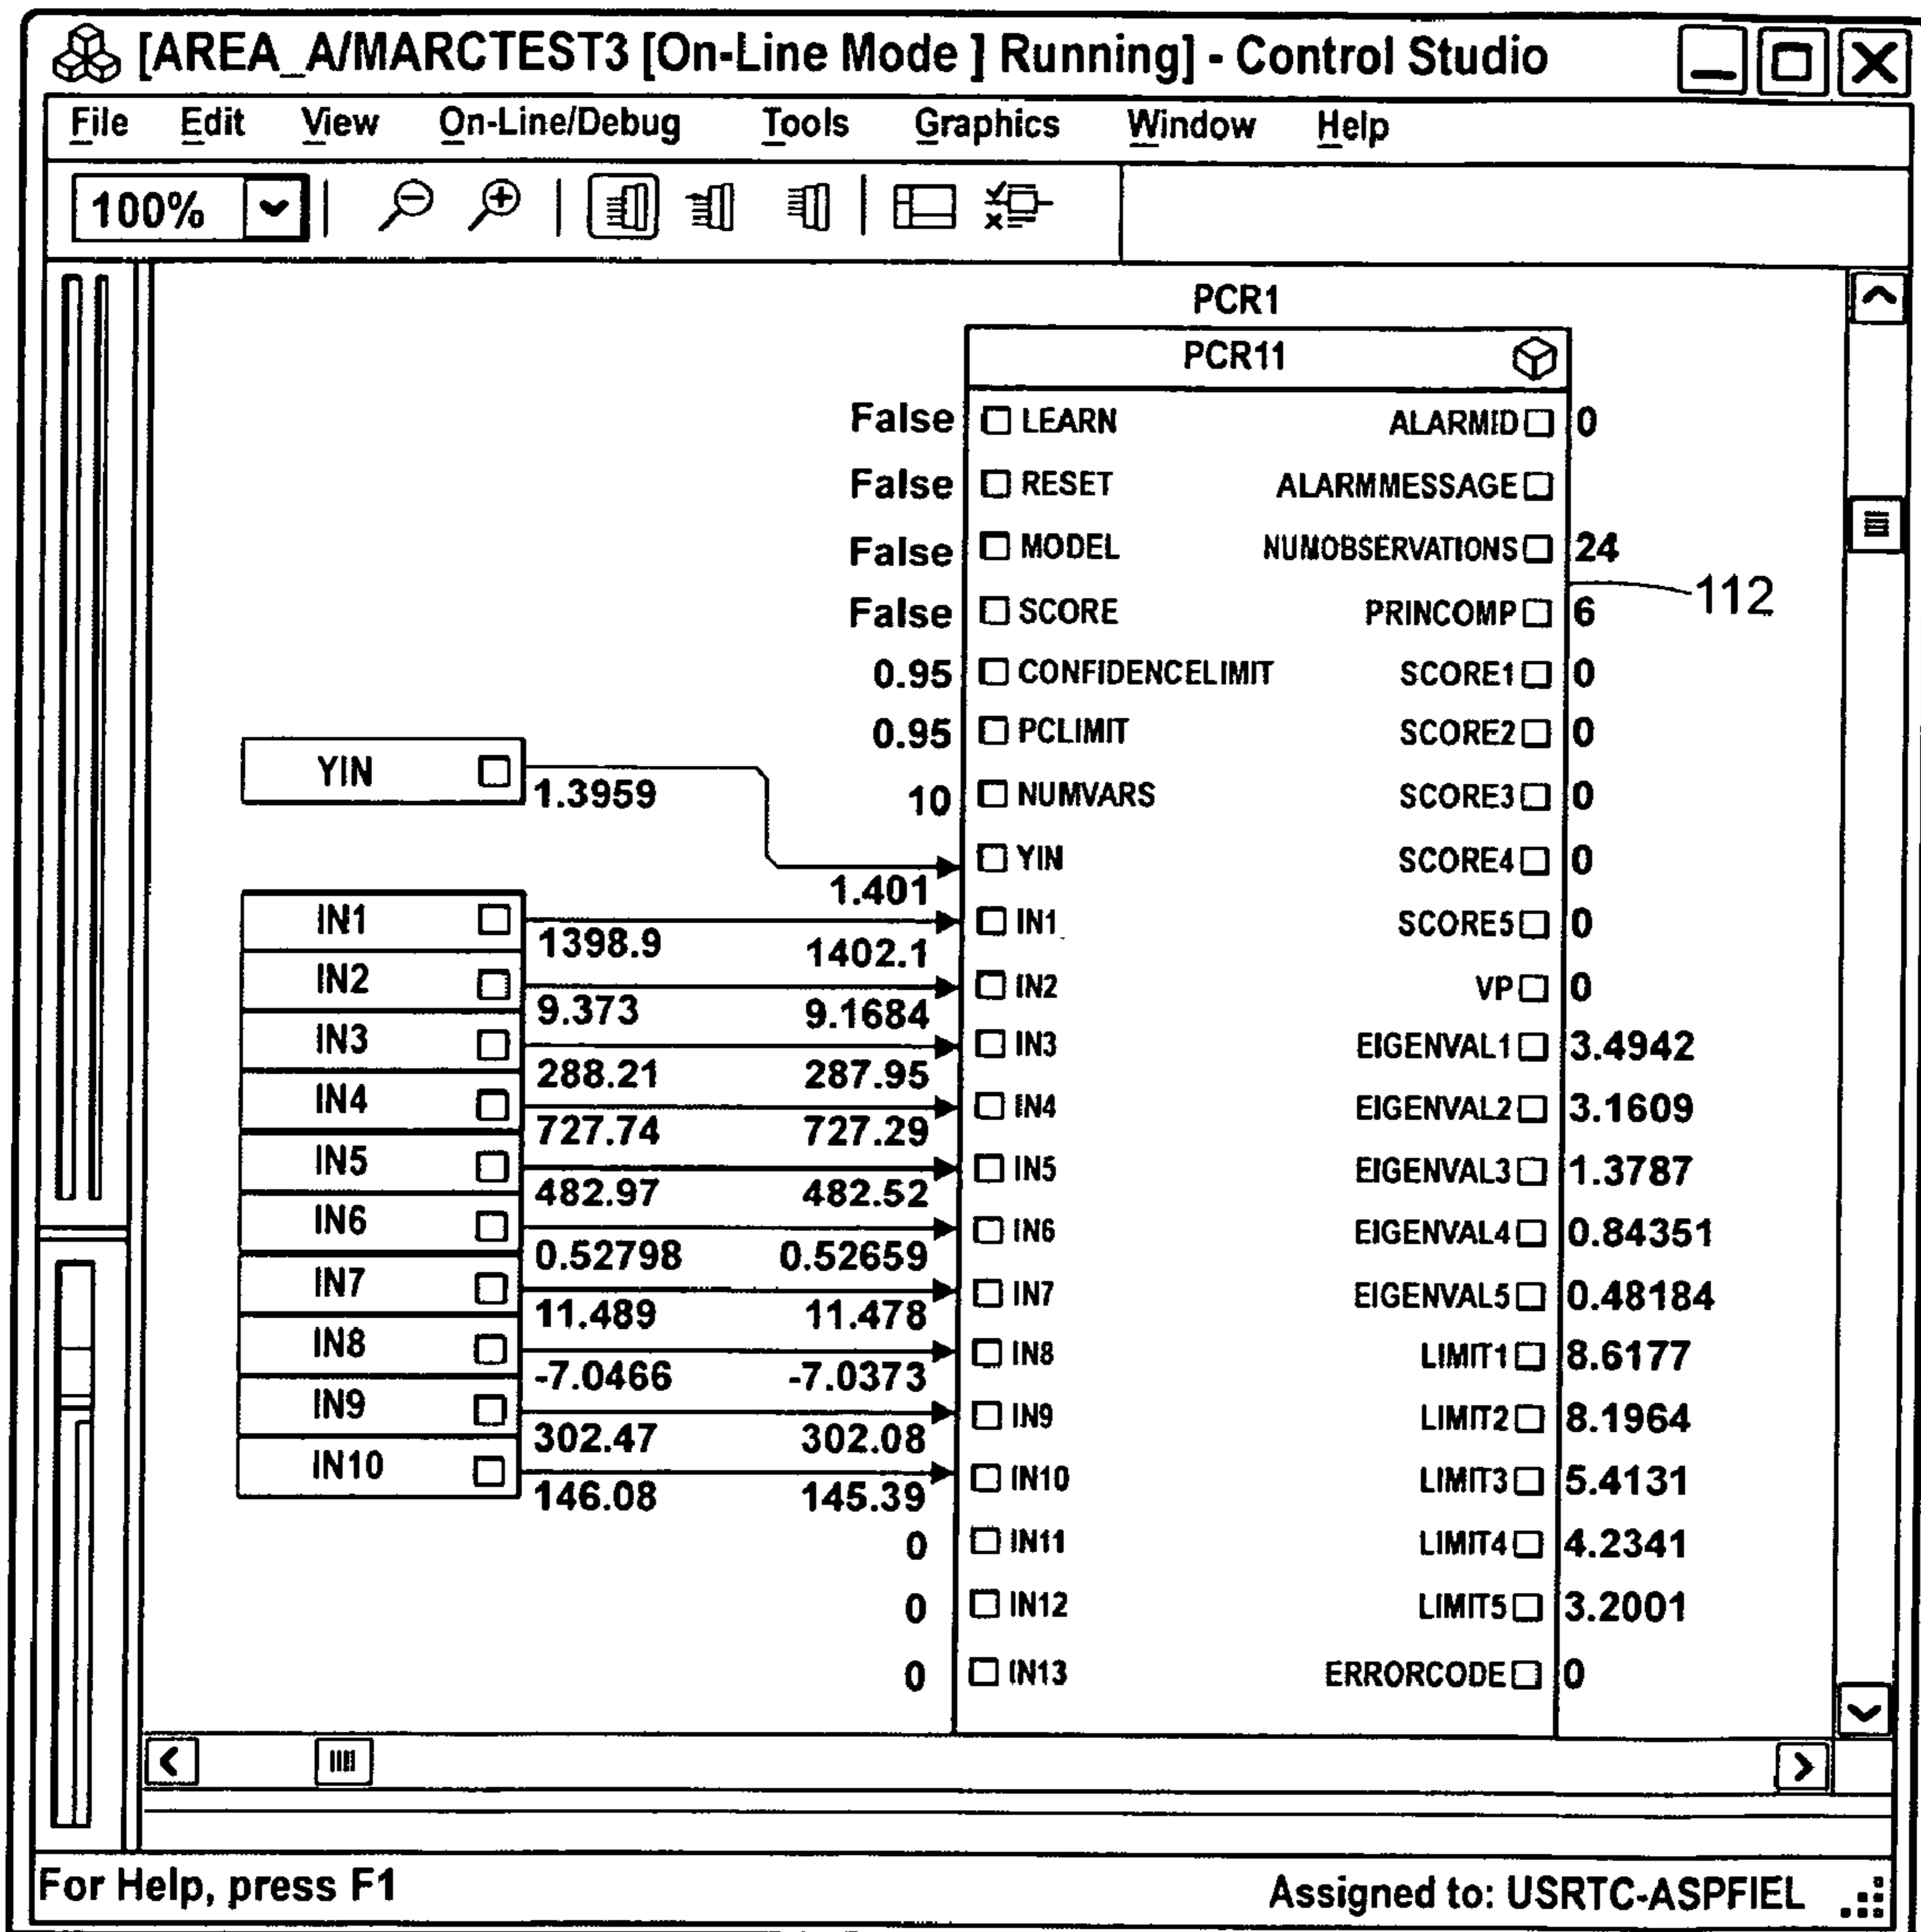 [AREA_A/MARCTEST3 [On-Line Mode ] Running] - Control Studio
File Edit View On-Line/Debug Tools Graphics Window Help
100%
PCR1
PCR11
False LEARN ALARMID 0
False RESET ALARMMESSAGE
False MODEL NUMOBSERVATIONS 24
112
False SCORE PRINCOMP 6
0.95 CONFIDENCELIMIT SCORE1 0
0.95 PCLIMIT SCORE2 0
YIN 1.3959 10 NUMVARS SCORE3 0
1.401 YIN SCORE4 0
IN1 1398.9 1402.1 IN1 SCORE5 0
IN2 9.373 9.1684 IN2 VP 0
IN3 288.21 287.95 IN3 EIGENVAL1 3.4942
IN4 727.74 727.29 IN4 EIGENVAL2 3.1609
IN5 482.97 482.52 IN5 EIGENVAL3 1.3787
IN6 0.52798 0.52659 IN6 EIGENVAL4 0.84351
IN7 11.489 11.478 IN7 EIGENVAL5 0.48184
IN8 -7.0466 -7.0373 IN8 LIMIT1 8.6177
IN9 302.47 302.08 IN9 LIMIT2 8.1964
IN10 146.08 145.39 IN10 LIMIT3 5.4131
0 IN11 LIMIT4 4.2341
0 IN12 LIMIT5 3.2001
0 IN13 ERRORCODE 0
For Help, press F1 Assigned to: USRTC-ASPFIEL